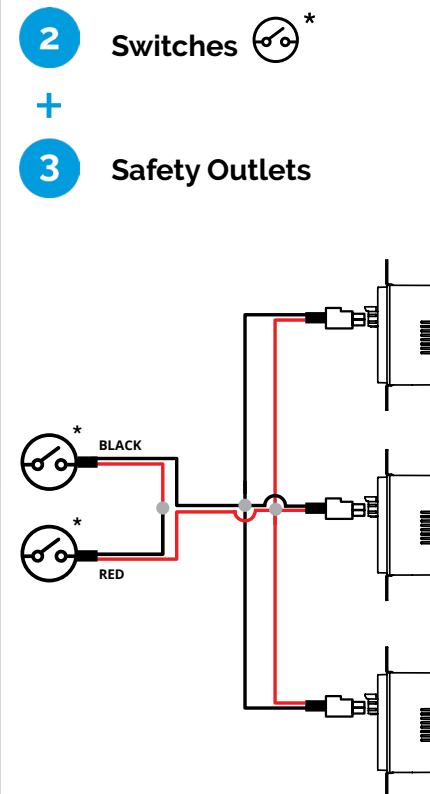 2 Switches *
+
3 Safety Outlets
* BLACK
* RED